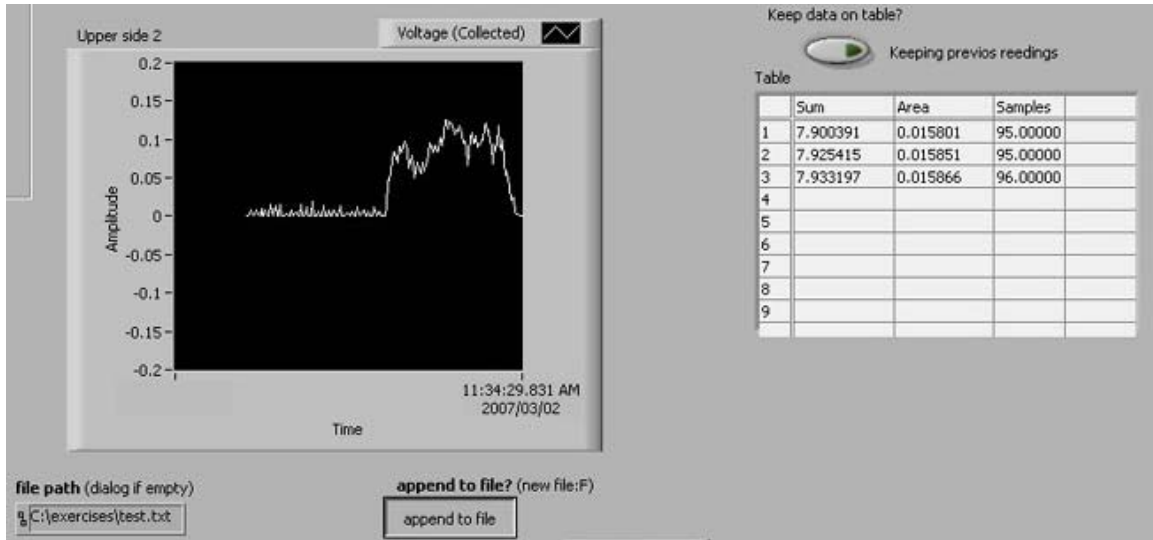 Upper side 2
Voltage (Collected)
0.2
0.15
0.1
0.05
0
-0.05
-0.1
-0.15
-0.2
Amplitude
11:34:29.831 AM
2007/03/02
Time
Keep data on table?
Keeping previos reedings
Table
Sum Area Samples
1 7.900391 0.015801 95.00000
2 7.925415 0.015851 95.00000
3 7.933197 0.015866 96.00000
4
5
6
7
8
9
file path (dialog if empty)
C:\exercises\test.txt
append to file? (new file:F)
append to file